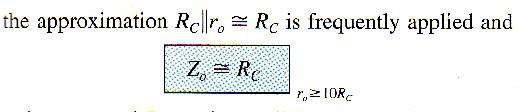 the approximation R_C||r_o ≅ R_C is frequently applied and
Z_o ≅ R_C
r_o ≥ 10R_C